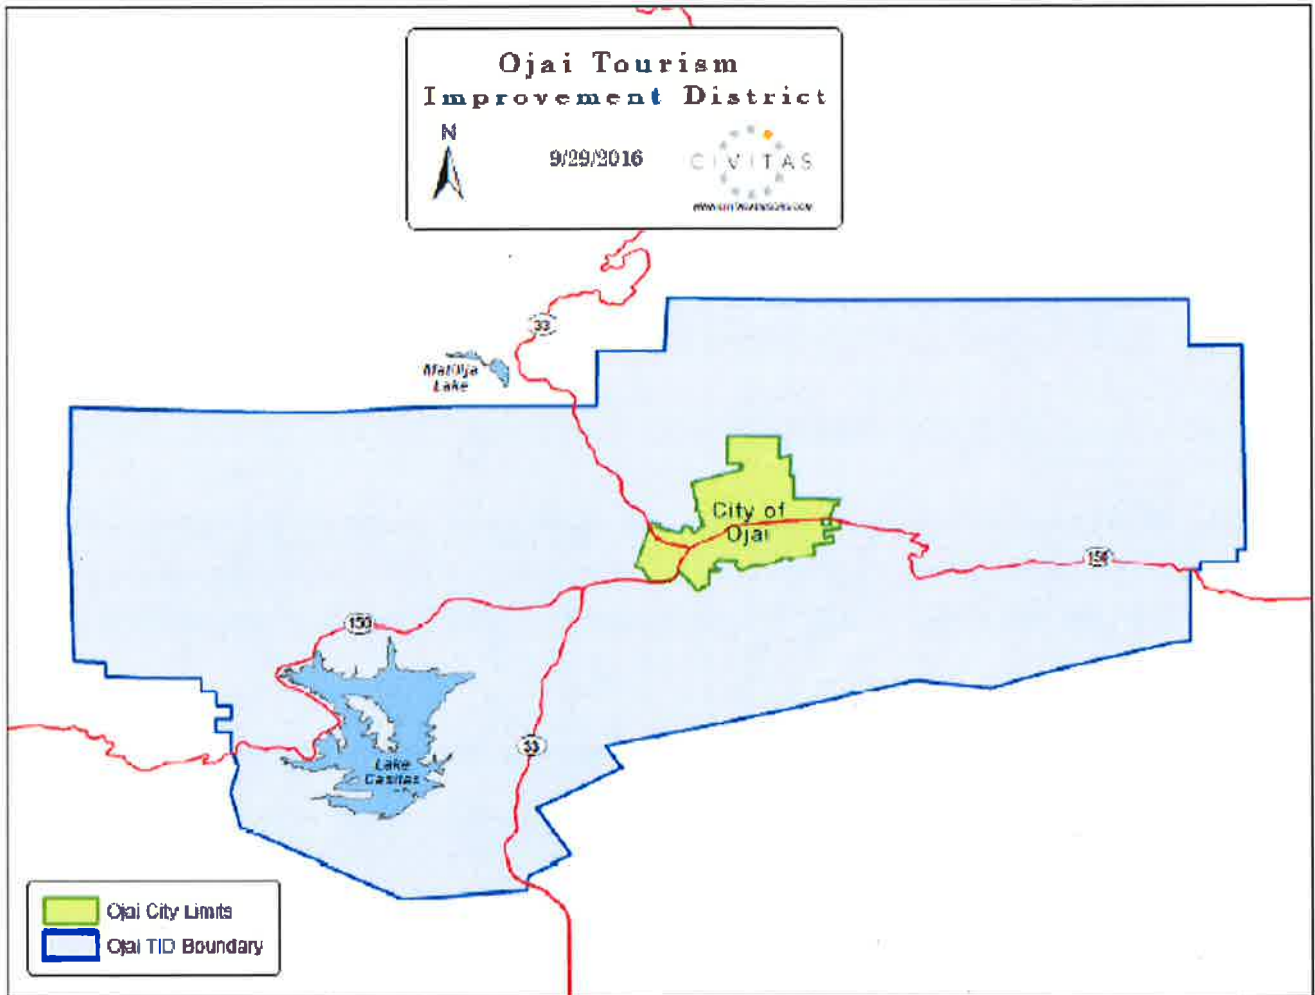 Ojai Tourism
Improvement District
N
9/29/2016
CIVITAS
33
Matilija
Lake
City of
Ojai
150
150
33
Lake
Casitas
Ojai City Limits
Ojai TID Boundary